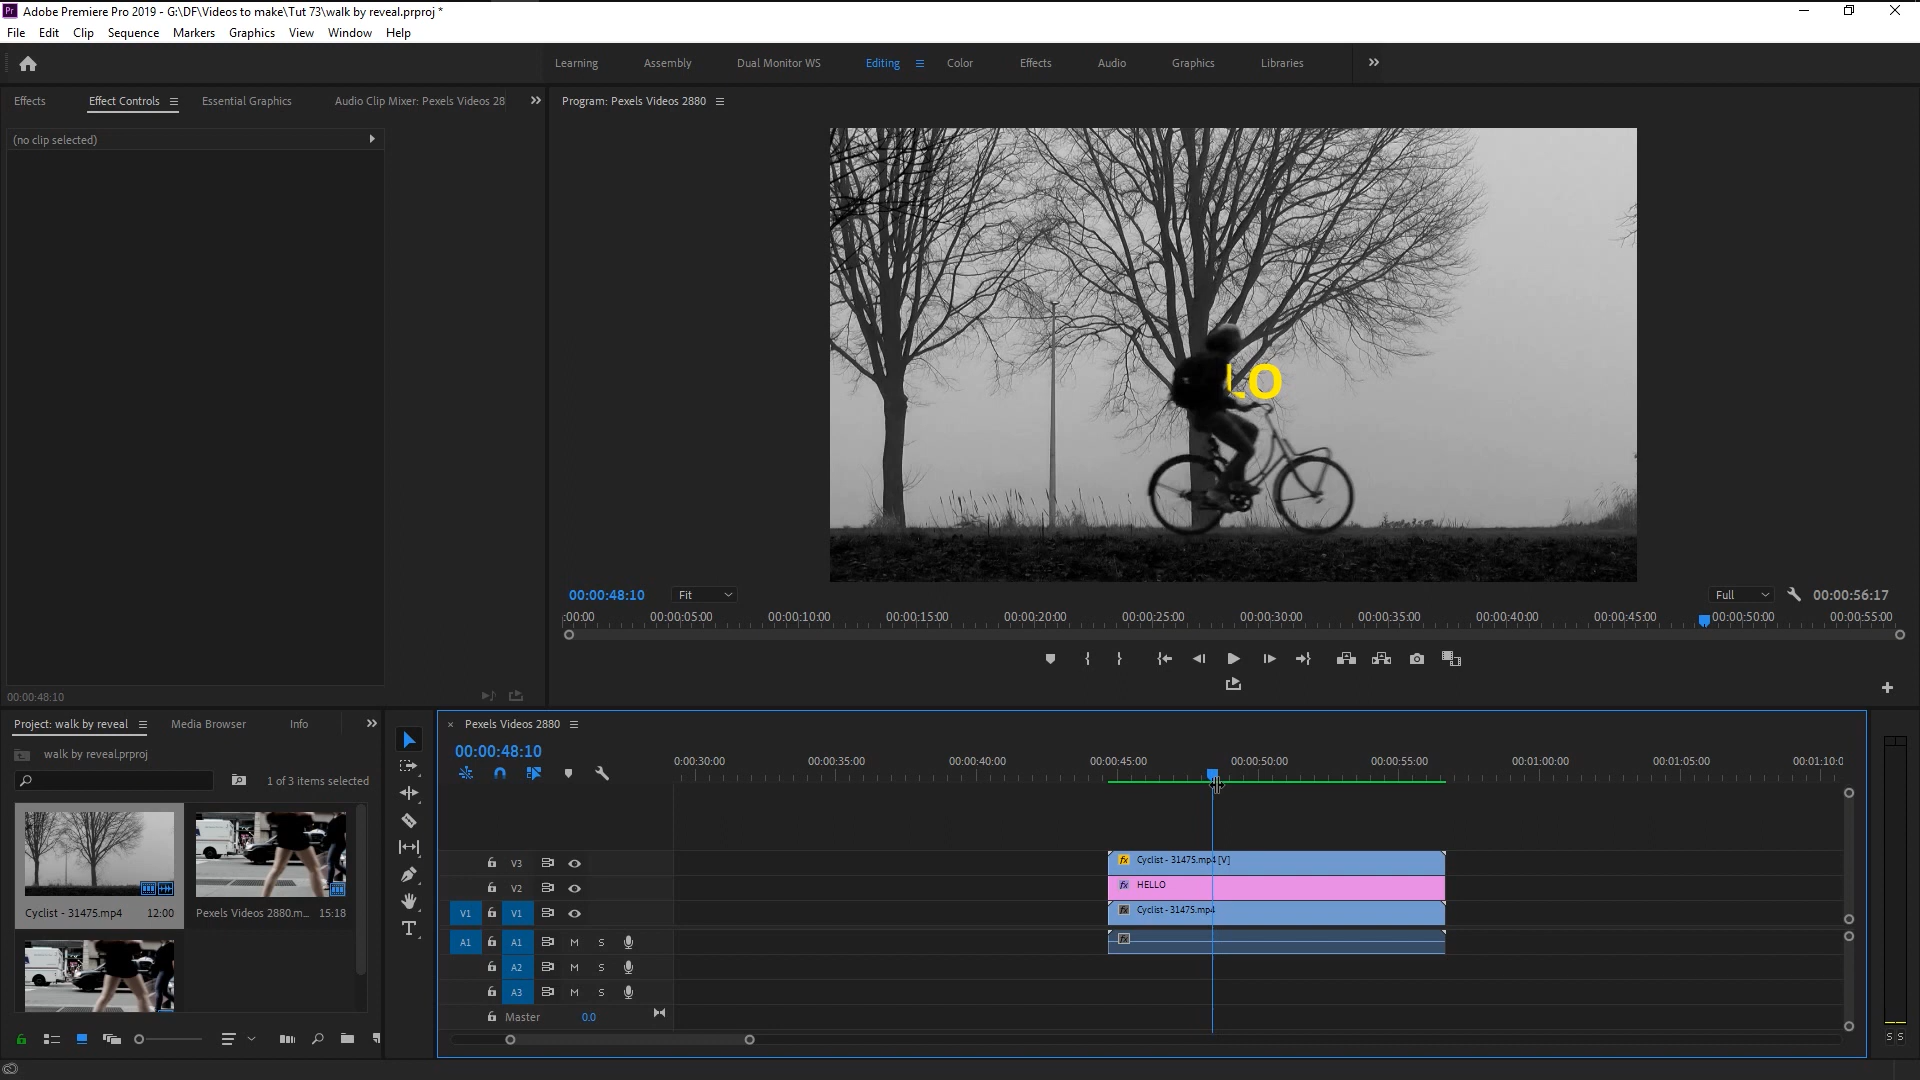 Pr Adobe Premiere Pro 2019 - G:\DF\Videos to make\Tut 73\walk by reveal.prproj *
File Edit Clip Sequence Markers Graphics View Window Help
Learning Assembly Dual Monitor WS Editing Color Effects Audio Graphics Libraries
Effects Effect Controls Essential Graphics Audio Clip Mixer: Pexels Videos 28
Program: Pexels Videos 2880
(no clip selected)
LO
00:00:48:10 Fit Full 00:00:56:17
:00:00 00:00:05:00 00:00:10:00 00:00:15:00 00:00:20:00 00:00:25:00 00:00:30:00 00:00:35:00 00:00:40:00 00:00:45:00 00:00:50:00 00:00:55:00
00:00:48:10
Project: walk by reveal Media Browser Info
walk by reveal.prproj
1 of 3 items selected
Cyclist - 31475.mp4 12:00
Pexels Videos 2880.m... 15:18
Pexels Videos 2880
00:00:48:10
0:00:30:00 00:00:35:00 00:00:40:00 00:00:45:00 00:00:50:00 00:00:55:00 00:01:00:00 00:01:05:00 00:01:10:0
V3 fx Cyclist - 31475.mp4 [V]
V2 fx HELLO
V1 V1 fx Cyclist - 31475.mp4
A1 A1 M S fx
A2 M S
A3 M S
Master 0.0
S S